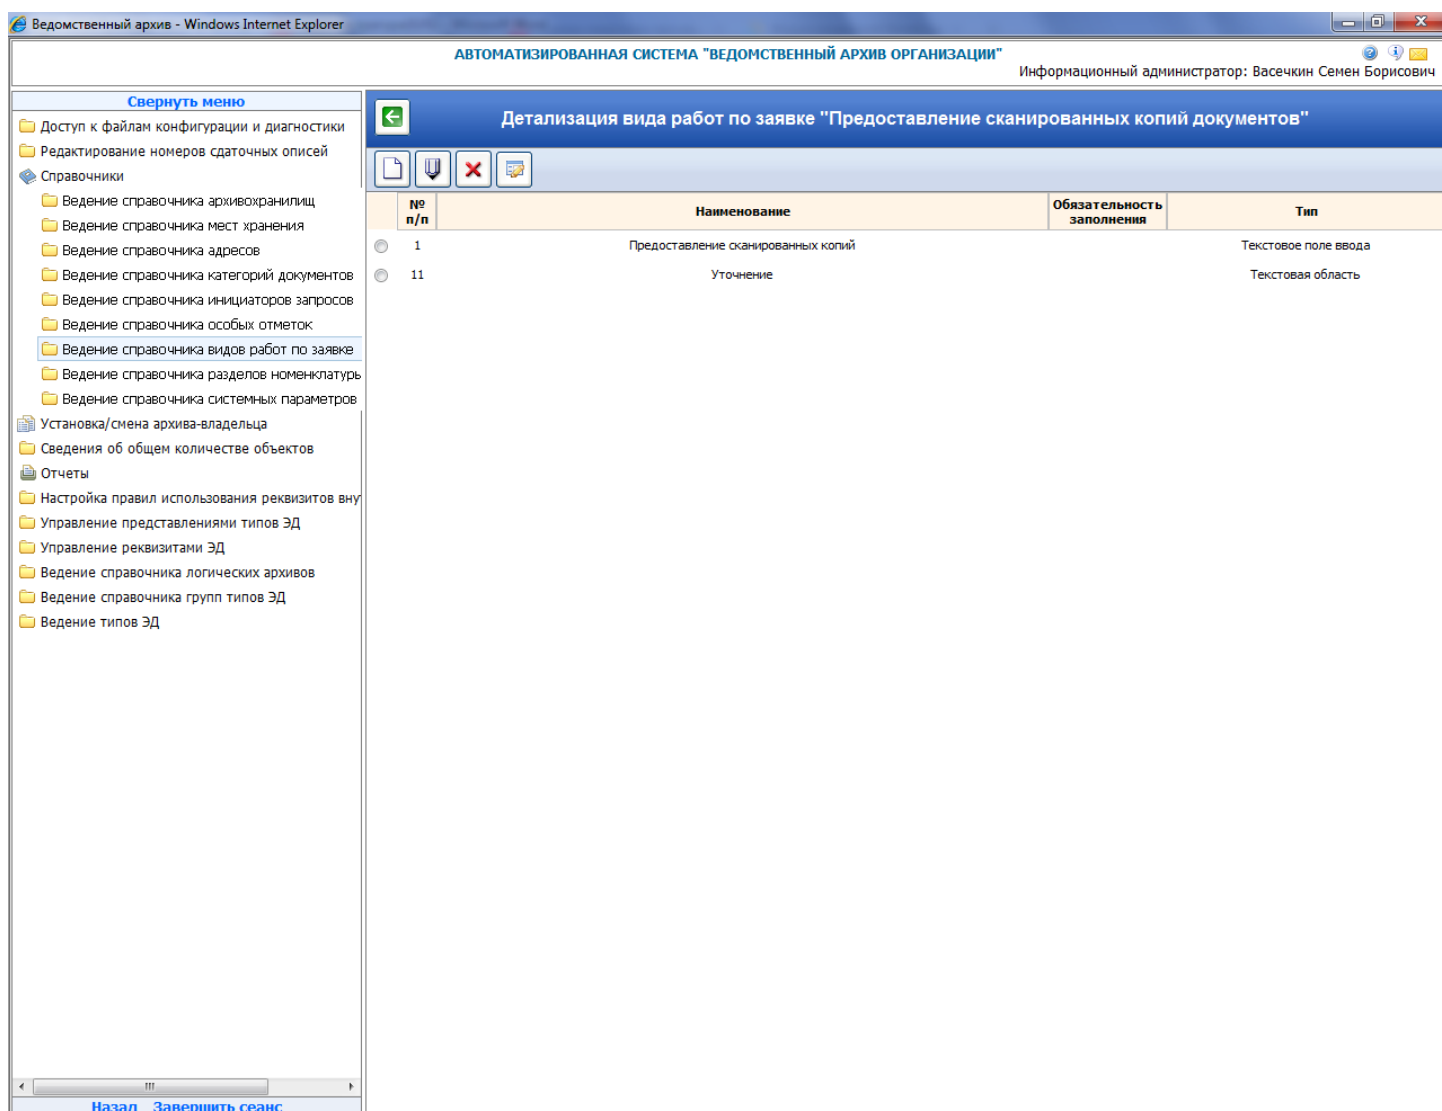 Ведомственный архив - Windows Internet Explorer
АВТОМАТИЗИРОВАННАЯ СИСТЕМА "ВЕДОМСТВЕННЫЙ АРХИВ ОРГАНИЗАЦИИ"
Информационный администратор: Васечкин Семен Борисович
Свернуть меню
Доступ к файлам конфигурации и диагностики
Редактирование номеров сдаточных описей
Справочники
Ведение справочника архивохранилищ
Ведение справочника мест хранения
Ведение справочника адресов
Ведение справочника категорий документов
Ведение справочника инициаторов запросов
Ведение справочника особых отметок
Ведение справочника видов работ по заявке
Ведение справочника разделов номенклатуры
Ведение справочника системных параметров
Установка/смена архива-владельца
Сведения об общем количестве объектов
Отчеты
Настройка правил использования реквизитов вну
Управление представлениями типов ЭД
Управление реквизитами ЭД
Ведение справочника логических архивов
Ведение справочника групп типов ЭД
Ведение типов ЭД
Назад Завершить сеанс
Детализация вида работ по заявке "Предоставление сканированных копий документов"
№ п/п Наименование Обязательность заполнения Тип
1 Предоставление сканированных копий Текстовое поле ввода
11 Уточнение Текстовая область